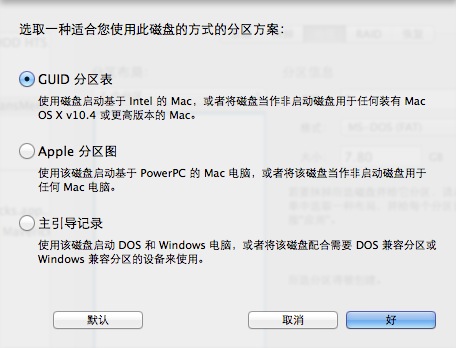 选取一种适合您使用此磁盘的方式的分区方案：
GUID 分区表
使用磁盘启动基于 Intel 的 Mac，或者将磁盘当作非启动磁盘用于任何装有 Mac
OS X v10.4 或更高版本的 Mac。
Apple 分区图
使用该磁盘启动基于 PowerPC 的 Mac 电脑，或者将该磁盘当作非启动磁盘用于
任何 Mac 电脑。
主引导记录
使用该磁盘启动 DOS 和 Windows 电脑，或者将该磁盘配合需要 DOS 兼容分区或
Windows 兼容分区的设备来使用。
默认
取消
好
RAID
MS-DOS (FAT)
7.80
GB